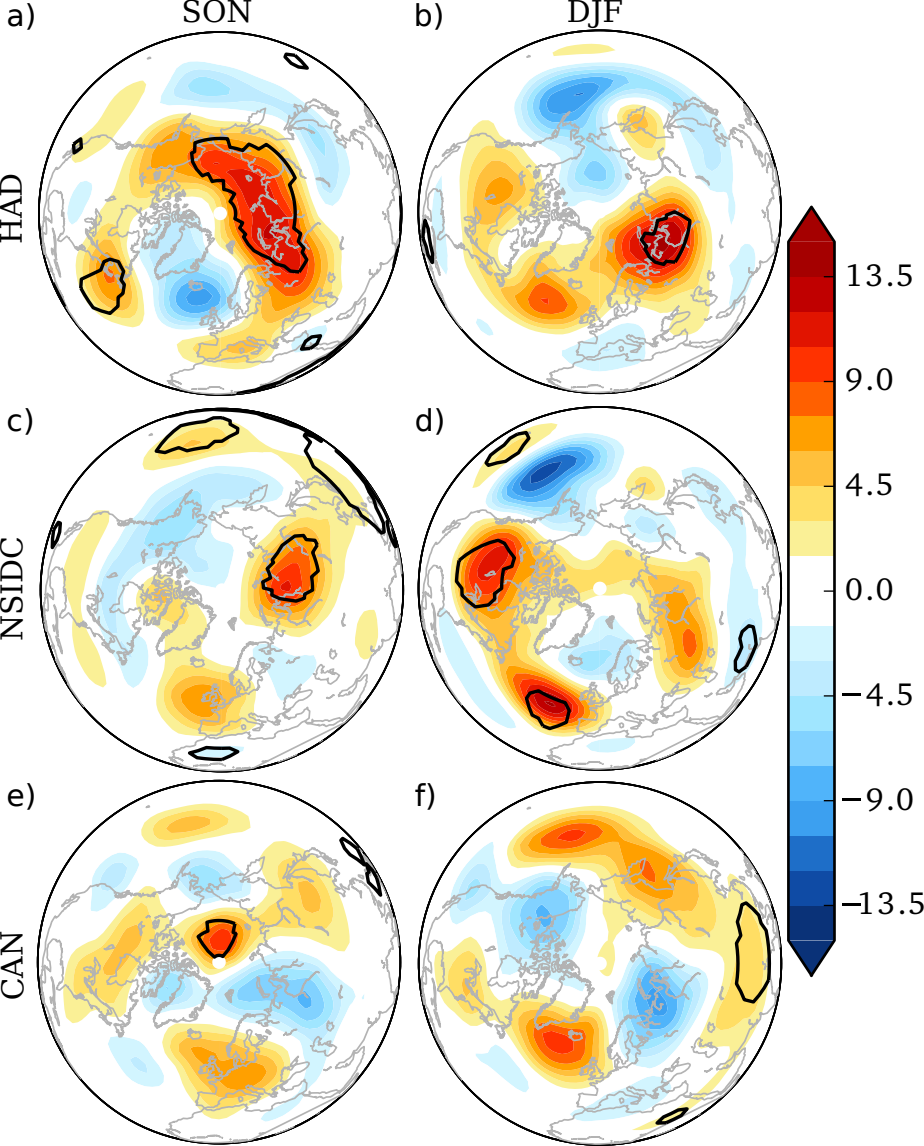 SON
DJF
a)
b)
HAD
c)
d)
NSIDC
e)
f)
CAN
13.5
9.0
4.5
0.0
−4.5
−9.0
−13.5